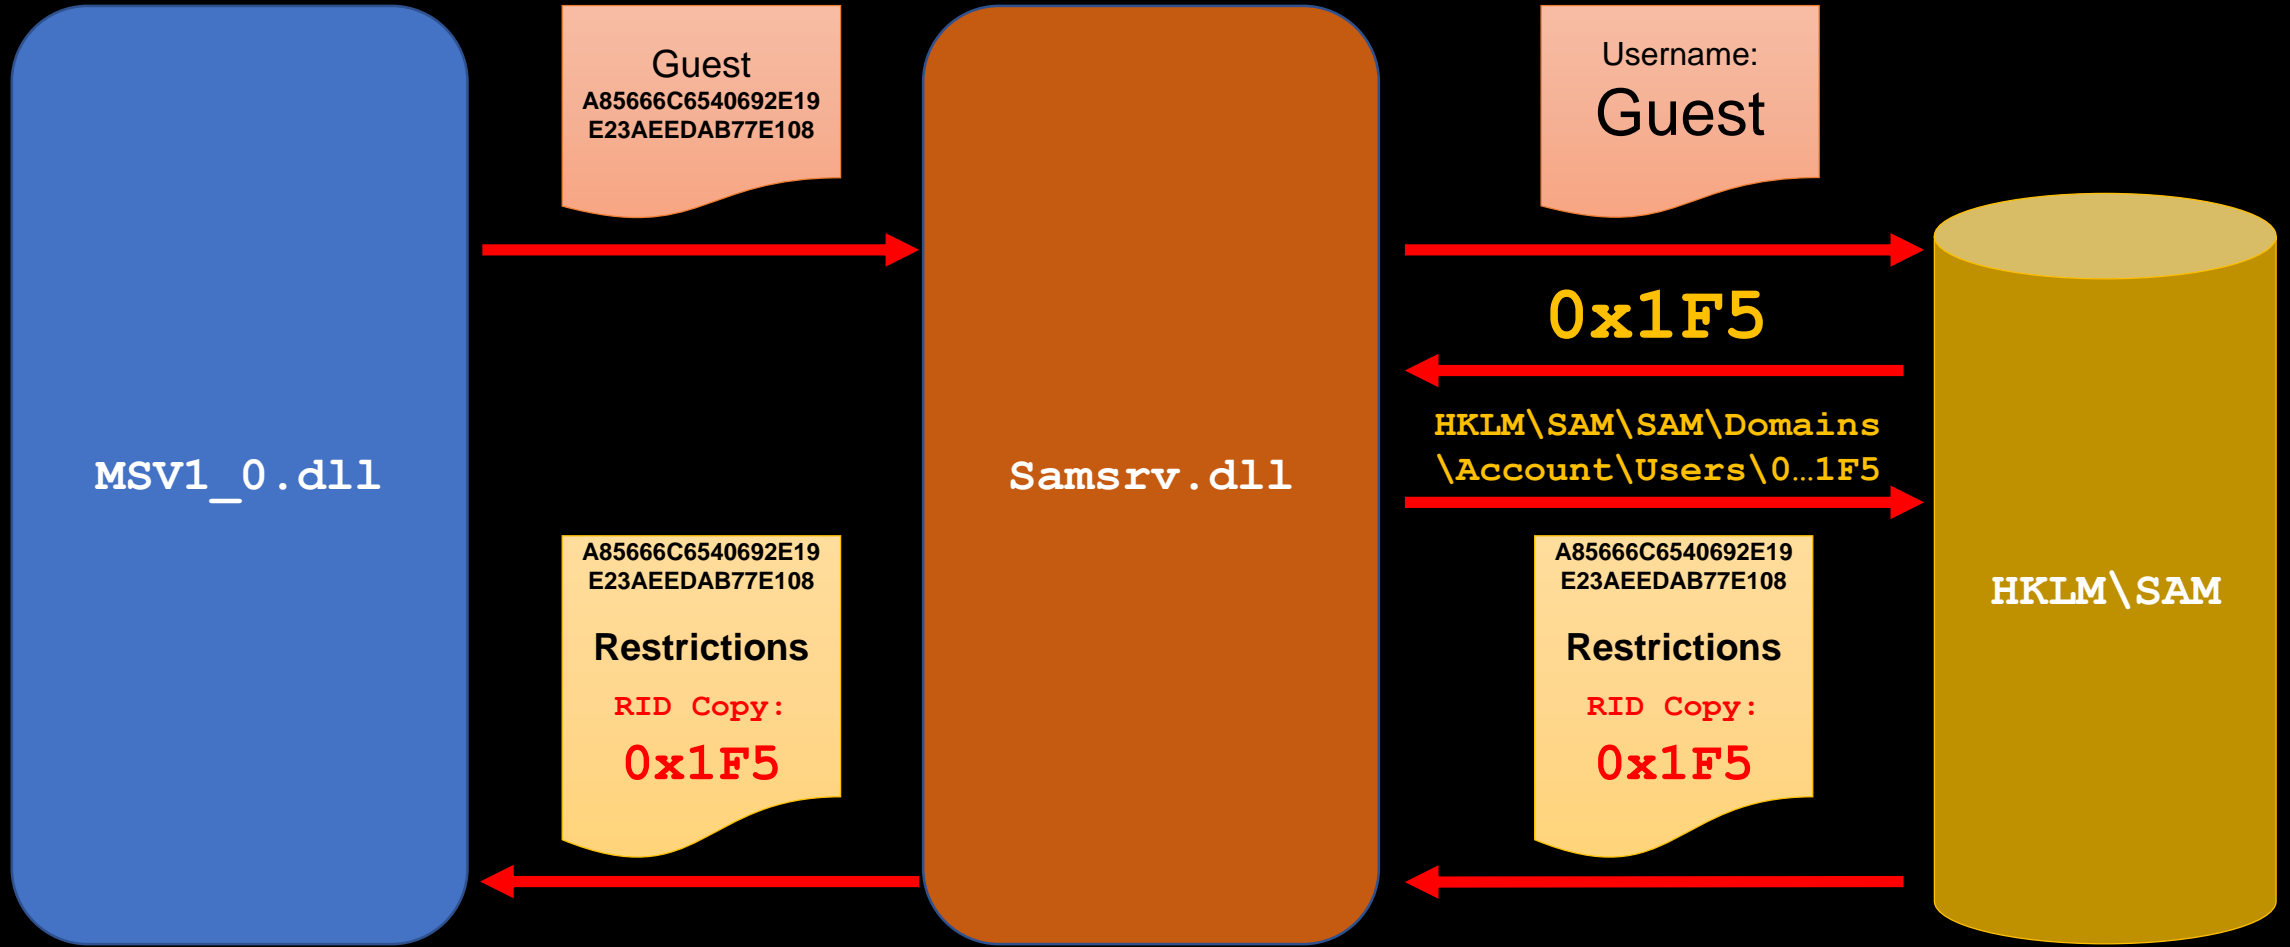 Guest
A85666C6540692E19
E23AEEDAB77E108
Username:
Guest
0x1F5
HKLM\SAM\SAM\Domains
\Account\Users\0…1F5
MSV1_0.dll
Samsrv.dll
HKLM\SAM
A85666C6540692E19
E23AEEDAB77E108
Restrictions
RID Copy:
0x1F5
A85666C6540692E19
E23AEEDAB77E108
Restrictions
RID Copy:
0x1F5